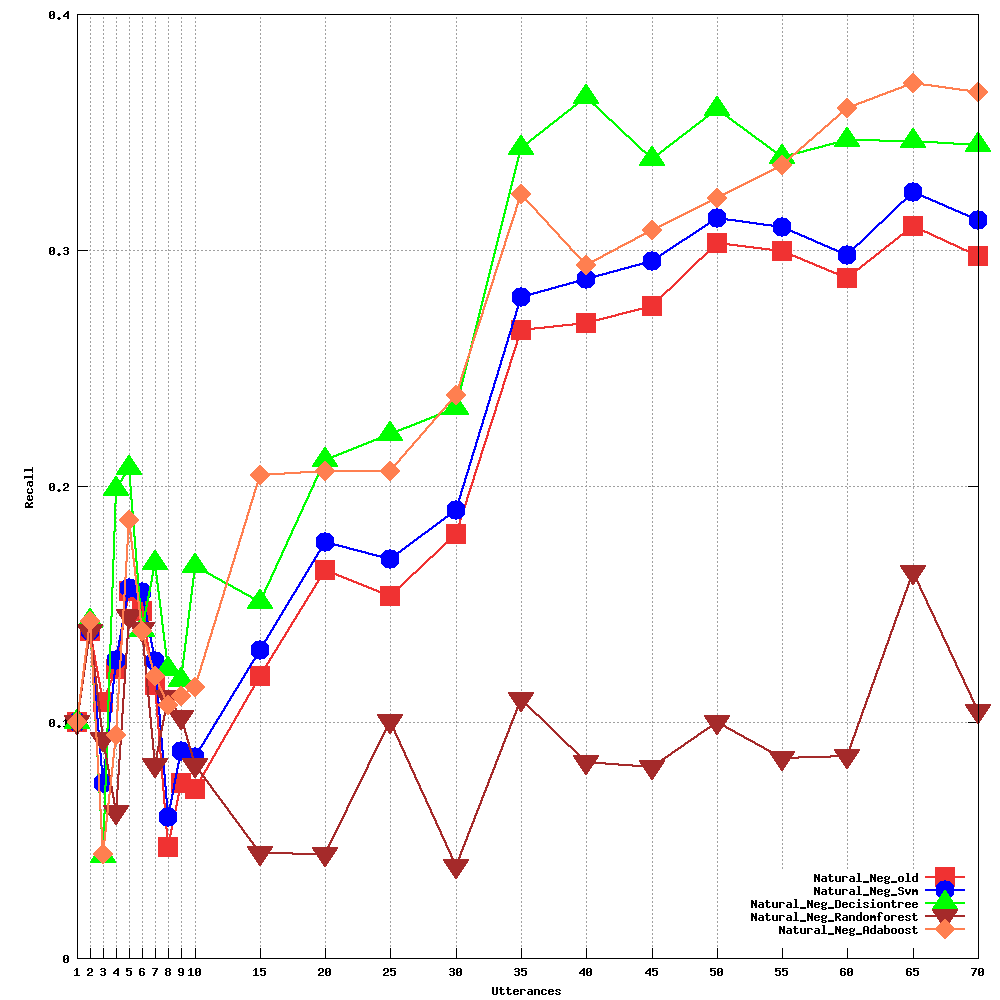 0.4
0.3
0.2
0.1
0
Recall
1 2 3 4 5 6 7 8 9 10 15 20 25 30 35 40 45 50 55 60 65 70
Utterances
Natural_Neg_old
Natural_Neg_Svm
Natural_Neg_Decisiontree
Natural_Neg_Randomforest
Natural_Neg_Adaboost